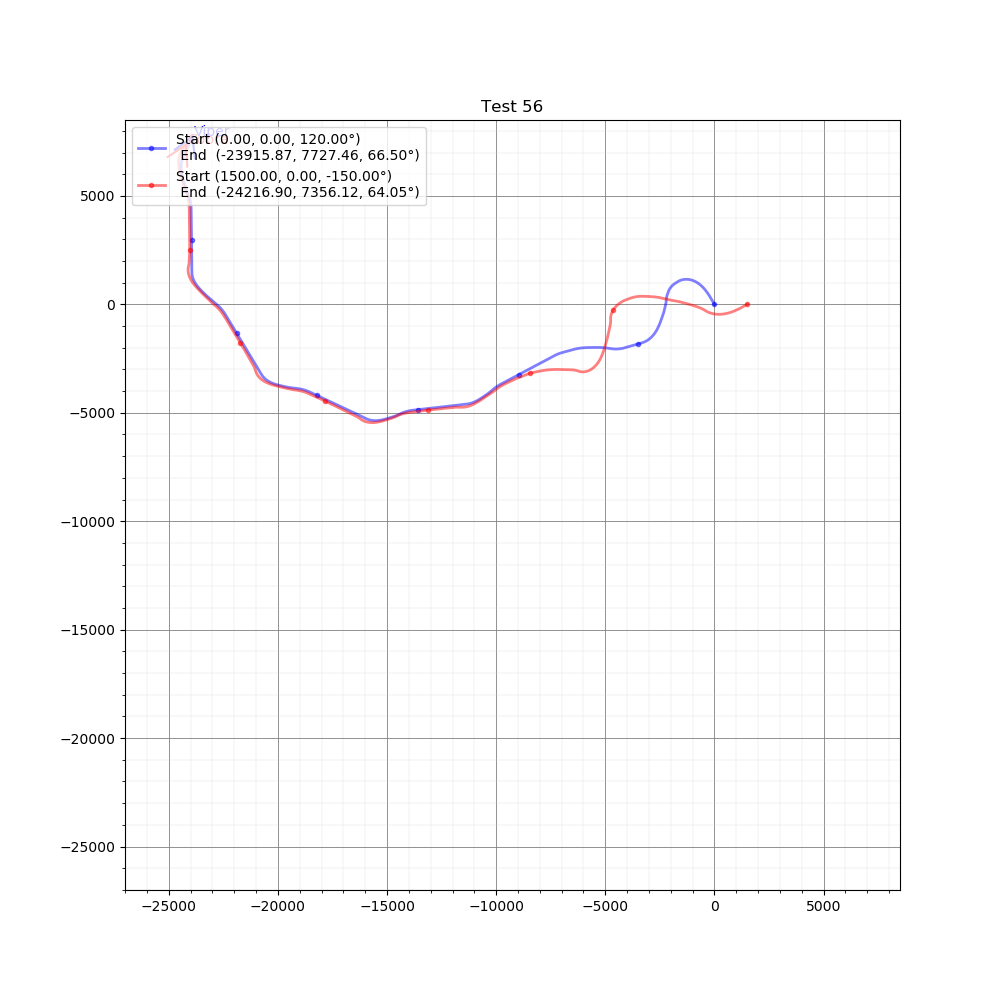 Test 56
Viper
Start (0.00, 0.00, 120.00°)
End (-23915.87, 7727.46, 66.50°)
Start (1500.00, 0.00, -150.00°)
End (-24216.90, 7356.12, 64.05°)
5000
0
−5000
−10000
−15000
−20000
−25000
−25000 −20000 −15000 −10000 −5000 0 5000